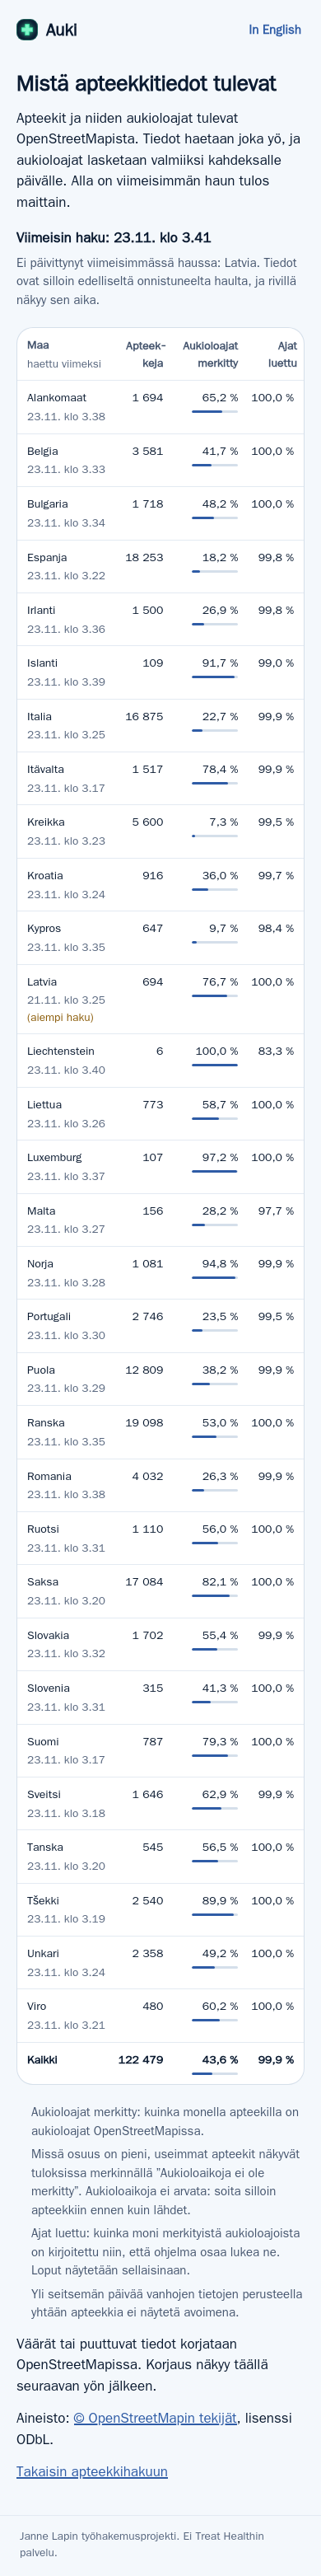 Auki
In English
Mistä apteekkitiedot tulevat
Apteekit ja niiden aukioloajat tulevat
OpenStreetMapista. Tiedot haetaan joka yö, ja
aukioloajat lasketaan valmiiksi kahdeksalle
päivälle. Alla on viimeisimmän haun tulos
maittain.
Viimeisin haku: 23.11. klo 3.41
Ei päivittynyt viimeisimmässä haussa: Latvia. Tiedot
ovat silloin edelliseltä onnistuneelta haulta, ja rivillä
näkyy sen aika.
Maa Apteek- Aukioloajat Ajat
haettu viimeksi keja merkitty luettu
Alankomaat 1 694 65,2 % 100,0 %
23.11. klo 3.38
Belgia 3 581 41,7 % 100,0 %
23.11. klo 3.33
Bulgaria 1 718 48,2 % 100,0 %
23.11. klo 3.34
Espanja 18 253 18,2 % 99,8 %
23.11. klo 3.22
Irlanti 1 500 26,9 % 99,8 %
23.11. klo 3.36
Islanti 109 91,7 % 99,0 %
23.11. klo 3.39
Italia 16 875 22,7 % 99,9 %
23.11. klo 3.25
Itävalta 1 517 78,4 % 99,9 %
23.11. klo 3.17
Kreikka 5 600 7,3 % 99,5 %
23.11. klo 3.23
Kroatia 916 36,0 % 99,7 %
23.11. klo 3.24
Kypros 647 9,7 % 98,4 %
23.11. klo 3.35
Latvia 694 76,7 % 100,0 %
21.11. klo 3.25
(aiempi haku)
Liechtenstein 6 100,0 % 83,3 %
23.11. klo 3.40
Liettua 773 58,7 % 100,0 %
23.11. klo 3.26
Luxemburg 107 97,2 % 100,0 %
23.11. klo 3.37
Malta 156 28,2 % 97,7 %
23.11. klo 3.27
Norja 1 081 94,8 % 99,9 %
23.11. klo 3.28
Portugali 2 746 23,5 % 99,5 %
23.11. klo 3.30
Puola 12 809 38,2 % 99,9 %
23.11. klo 3.29
Ranska 19 098 53,0 % 100,0 %
23.11. klo 3.35
Romania 4 032 26,3 % 99,9 %
23.11. klo 3.38
Ruotsi 1 110 56,0 % 100,0 %
23.11. klo 3.31
Saksa 17 084 82,1 % 100,0 %
23.11. klo 3.20
Slovakia 1 702 55,4 % 99,9 %
23.11. klo 3.32
Slovenia 315 41,3 % 100,0 %
23.11. klo 3.31
Suomi 787 79,3 % 100,0 %
23.11. klo 3.17
Sveitsi 1 646 62,9 % 99,9 %
23.11. klo 3.18
Tanska 545 56,5 % 100,0 %
23.11. klo 3.20
Tšekki 2 540 89,9 % 100,0 %
23.11. klo 3.19
Unkari 2 358 49,2 % 100,0 %
23.11. klo 3.24
Viro 480 60,2 % 100,0 %
23.11. klo 3.21
Kaikki 122 479 43,6 % 99,9 %
Aukioloajat merkitty: kuinka monella apteekilla on
aukioloajat OpenStreetMapissa.
Missä osuus on pieni, useimmat apteekit näkyvät
tuloksissa merkinnällä ”Aukioloaikoja ei ole
merkitty”. Aukioloaikoja ei arvata: soita silloin
apteekkiin ennen kuin lähdet.
Ajat luettu: kuinka moni merkityistä aukioloajoista
on kirjoitettu niin, että ohjelma osaa lukea ne.
Loput näytetään sellaisinaan.
Yli seitsemän päivää vanhojen tietojen perusteella
yhtään apteekkia ei näytetä avoimena.
Väärät tai puuttuvat tiedot korjataan
OpenStreetMapissa. Korjaus näkyy täällä
seuraavan yön jälkeen.
Aineisto: © OpenStreetMapin tekijät, lisenssi
ODbL.
Takaisin apteekkihakuun
Janne Lapin työhakemusprojekti. Ei Treat Healthin
palvelu.